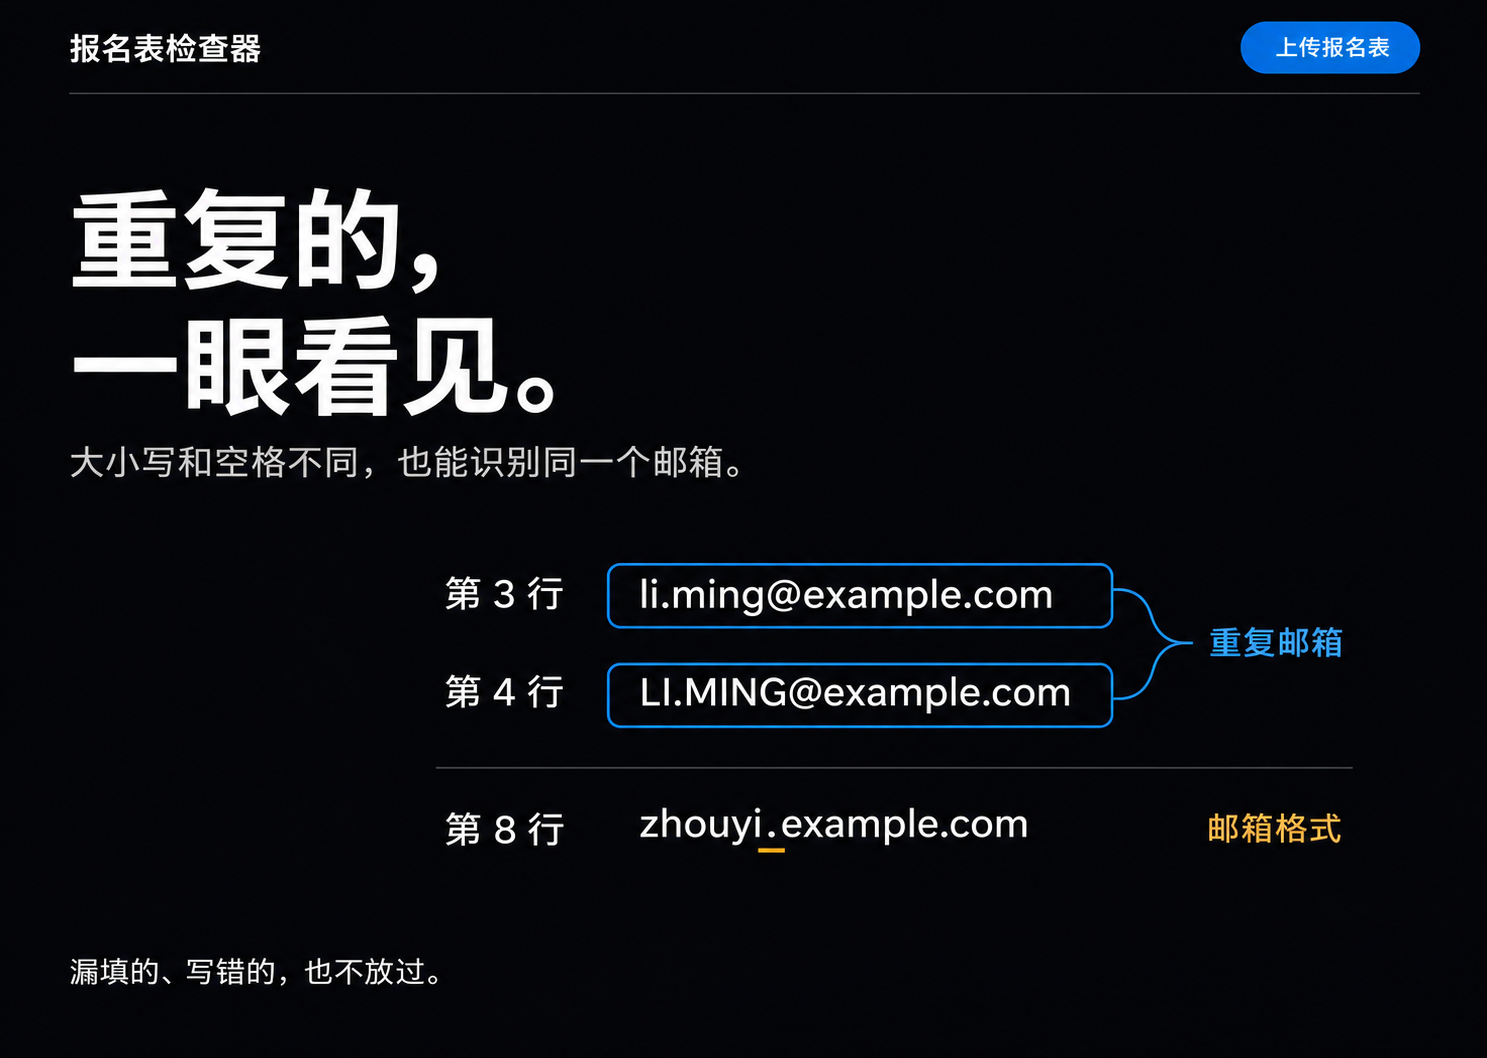 报名表检查器
上传报名表
重复的，
一眼看见。
大小写和空格不同，也能识别同一个邮箱。
第 3 行 li.ming@example.com
重复邮箱
第 4 行 LI.MING@example.com
第 8 行 zhouyi.example.com 邮箱格式
漏填的、写错的，也不放过。